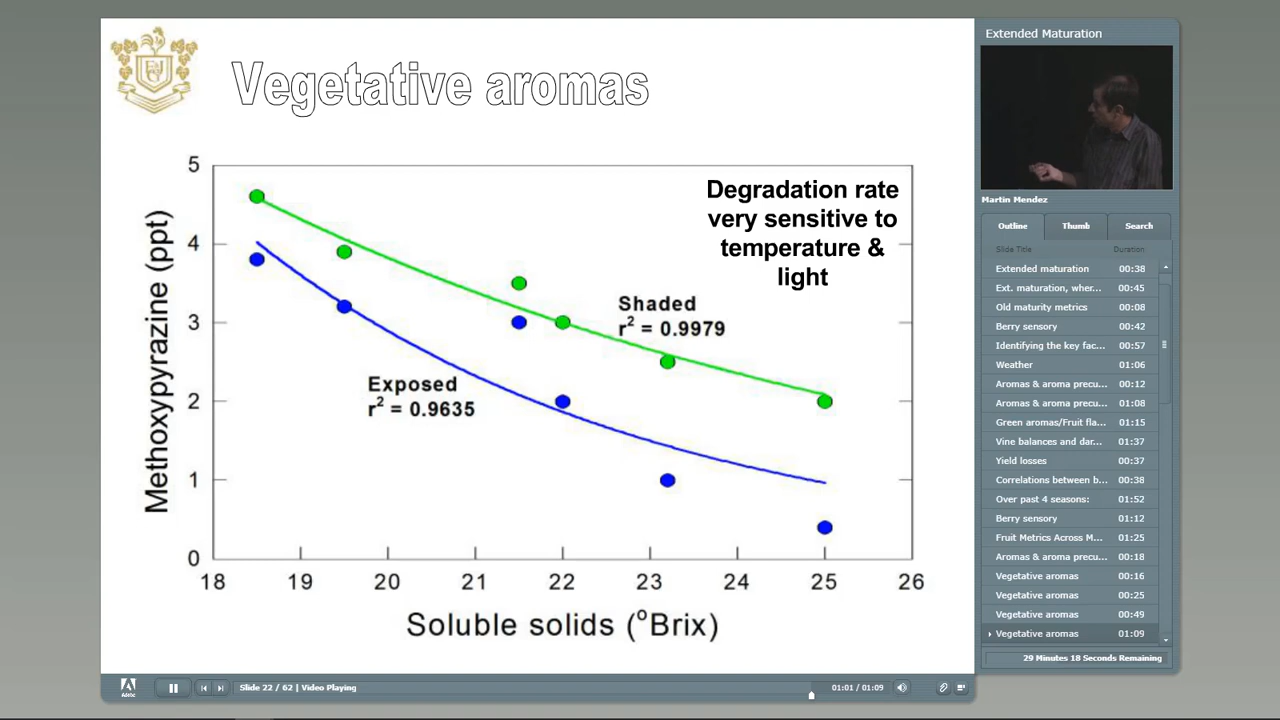 Vegetative aromas
Degradation rate
very sensitive to
temperature &
light
Shaded
r² = 0.9979
Exposed
r² = 0.9635
Methoxypyrazine (ppt)
5
4
3
2
1
0
18 19 20 21 22 23 24 25 26
Soluble solids (°Brix)
Extended Maturation
Martin Mendez
Outline Thumb Search
Slide Title Duration
Extended maturation 00:38
Ext. maturation, wher... 00:45
Old maturity metrics 00:08
Berry sensory 00:42
Identifying the key fac... 00:57
Weather 01:06
Aromas & aroma precu... 00:12
Aromas & aroma precu... 01:08
Green aromas/Fruit fla... 01:15
Vine balances and dar... 01:37
Yield losses 00:37
Correlations between b... 00:38
Over past 4 seasons: 01:52
Berry sensory 01:12
Fruit Metrics Across M... 01:25
Aromas & aroma precu... 00:18
Vegetative aromas 00:16
Vegetative aromas 00:25
Vegetative aromas 00:49
Vegetative aromas 01:09
29 Minutes 18 Seconds Remaining
Adobe
Slide 22 / 62 | Video Playing
01:01 / 01:09